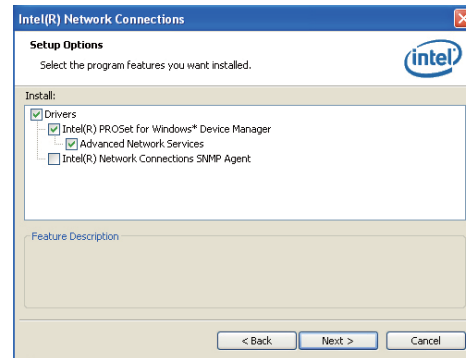 Intel(R) Network Connections
Setup Options
Select the program features you want installed.
intel
Install:
Drivers
Intel(R) PROSet for Windows* Device Manager
Advanced Network Services
Intel(R) Network Connections SNMP Agent
Feature Description
< Back
Next >
Cancel